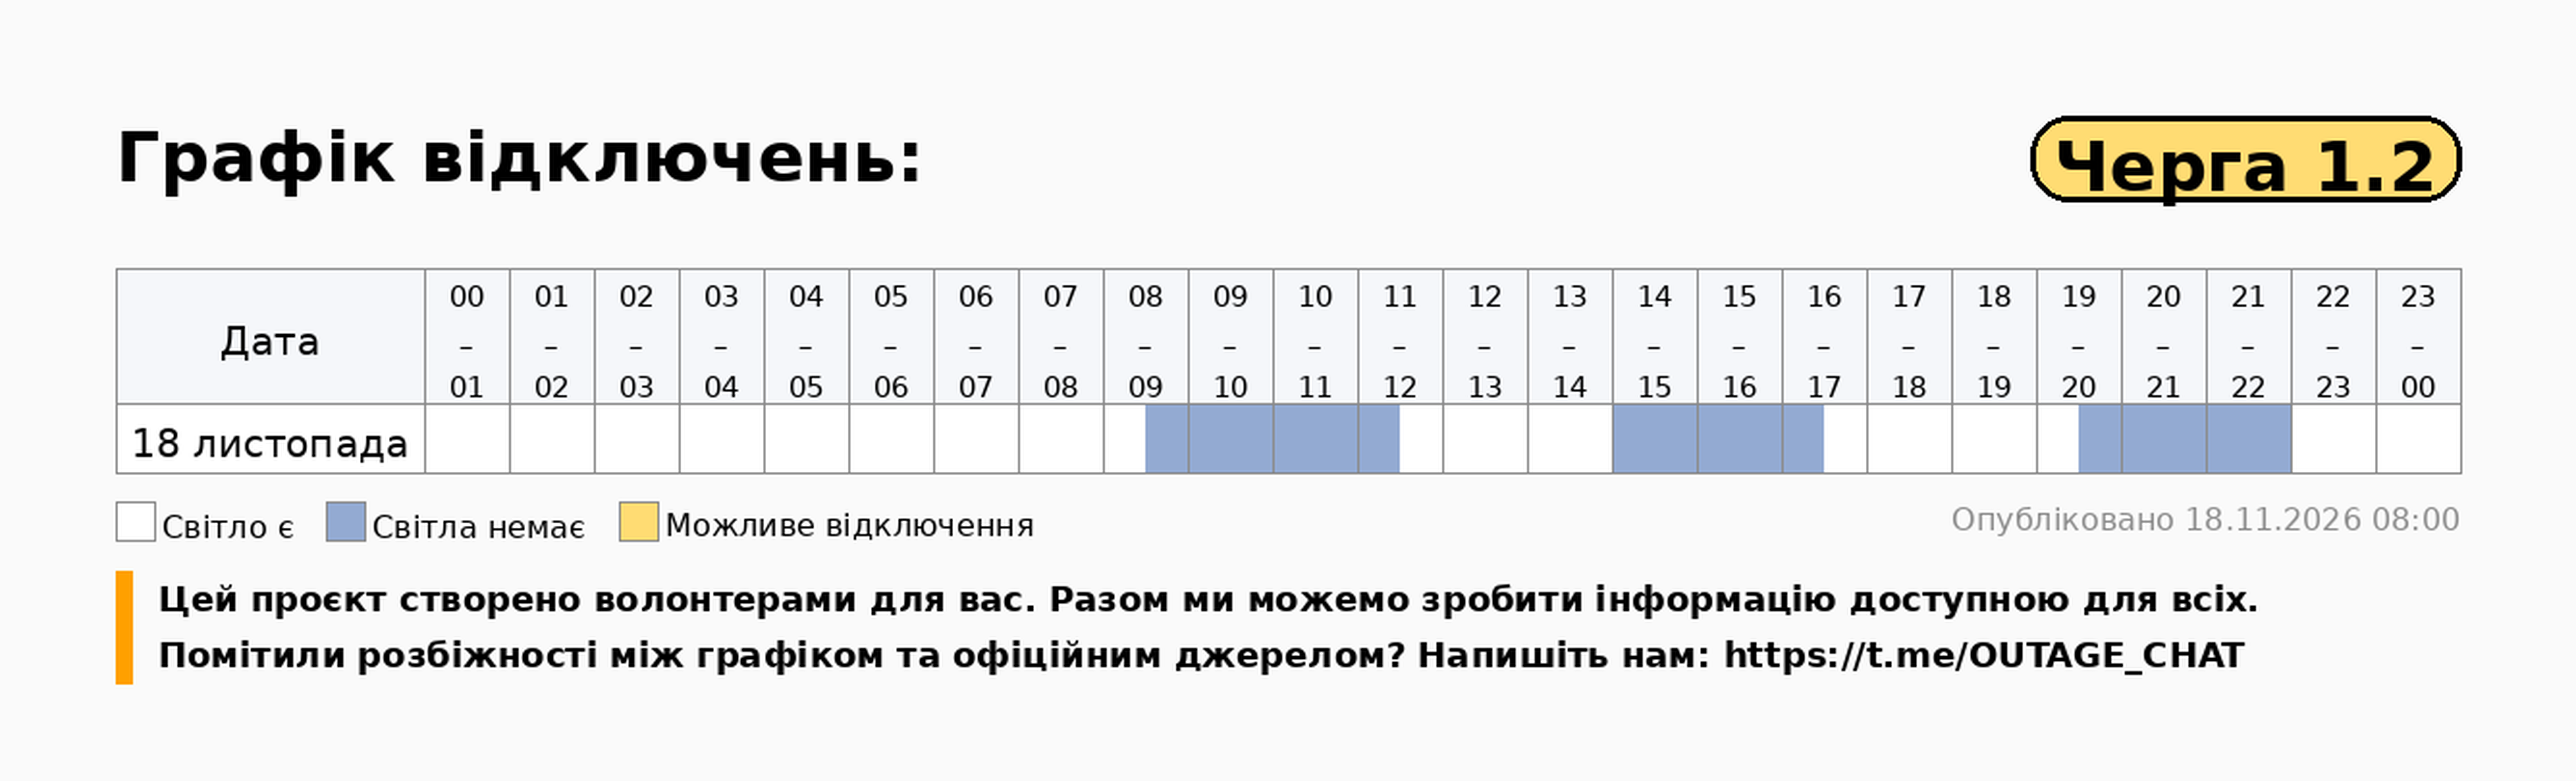 Графік відключень:
Черга 1.2
Дата
00 – 01
01 – 02
02 – 03
03 – 04
04 – 05
05 – 06
06 – 07
07 – 08
08 – 09
09 – 10
10 – 11
11 – 12
12 – 13
13 – 14
14 – 15
15 – 16
16 – 17
17 – 18
18 – 19
19 – 20
20 – 21
21 – 22
22 – 23
23 – 00
18 листопада
Світло є
Світла немає
Можливе відключення
Опубліковано 18.11.2026 08:00
Цей проєкт створено волонтерами для вас. Разом ми можемо зробити інформацію доступною для всіх.
Помітили розбіжності між графіком та офіційним джерелом? Напишіть нам: https://t.me/OUTAGE_CHAT